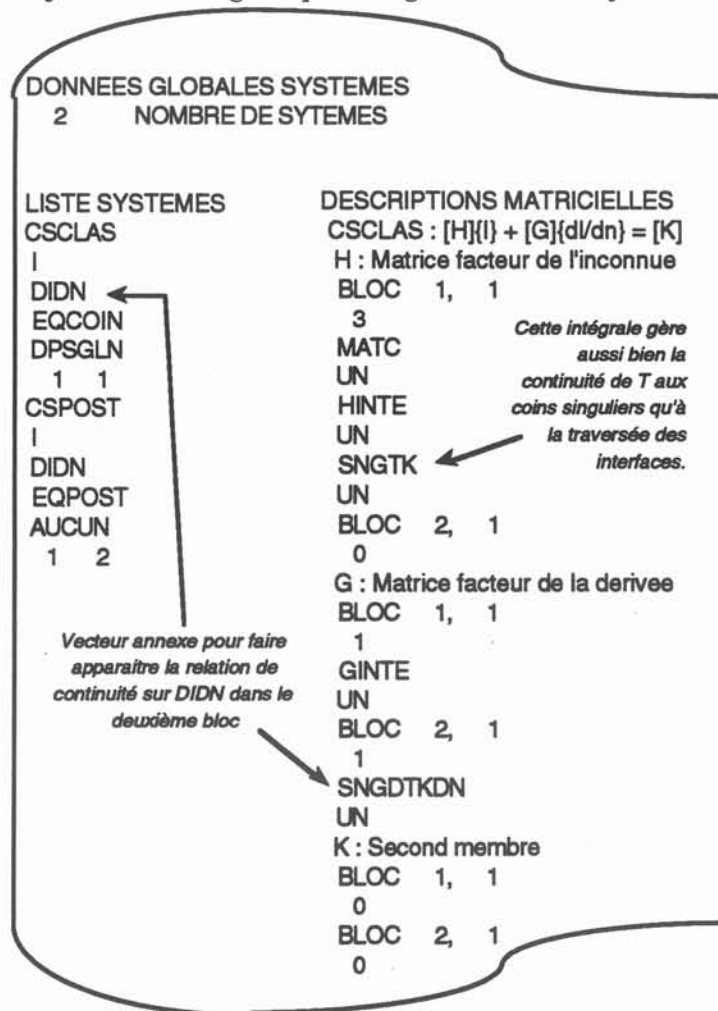 DONNEES GLOBALES SYSTEMES
2 NOMBRE DE SYTEMES
LISTE SYSTEMES
CSCLAS
I
DIDN
EQCOIN
DPSGLN
1 1
CSPOST
I
DIDN
EQPOST
AUCUN
1 2
Vecteur annexe pour faire
apparaitre la relation de
continuité sur DIDN dans le
deuxième bloc
DESCRIPTIONS MATRICIELLES
CSCLAS : [H]{I} + [G]{dI/dn} = [K]
H : Matrice facteur de l'inconnue
BLOC 1, 1
3
MATC
UN
HINTE
UN
SNGTK
UN
BLOC 2, 1
0
Cette intégrale gère
aussi bien la
continuité de T aux
coins singuliers qu'à
la traversée des
interfaces.
G : Matrice facteur de la derivee
BLOC 1, 1
1
GINTE
UN
BLOC 2, 1
1
SNGDTKDN
UN
K : Second membre
BLOC 1, 1
0
BLOC 2, 1
0